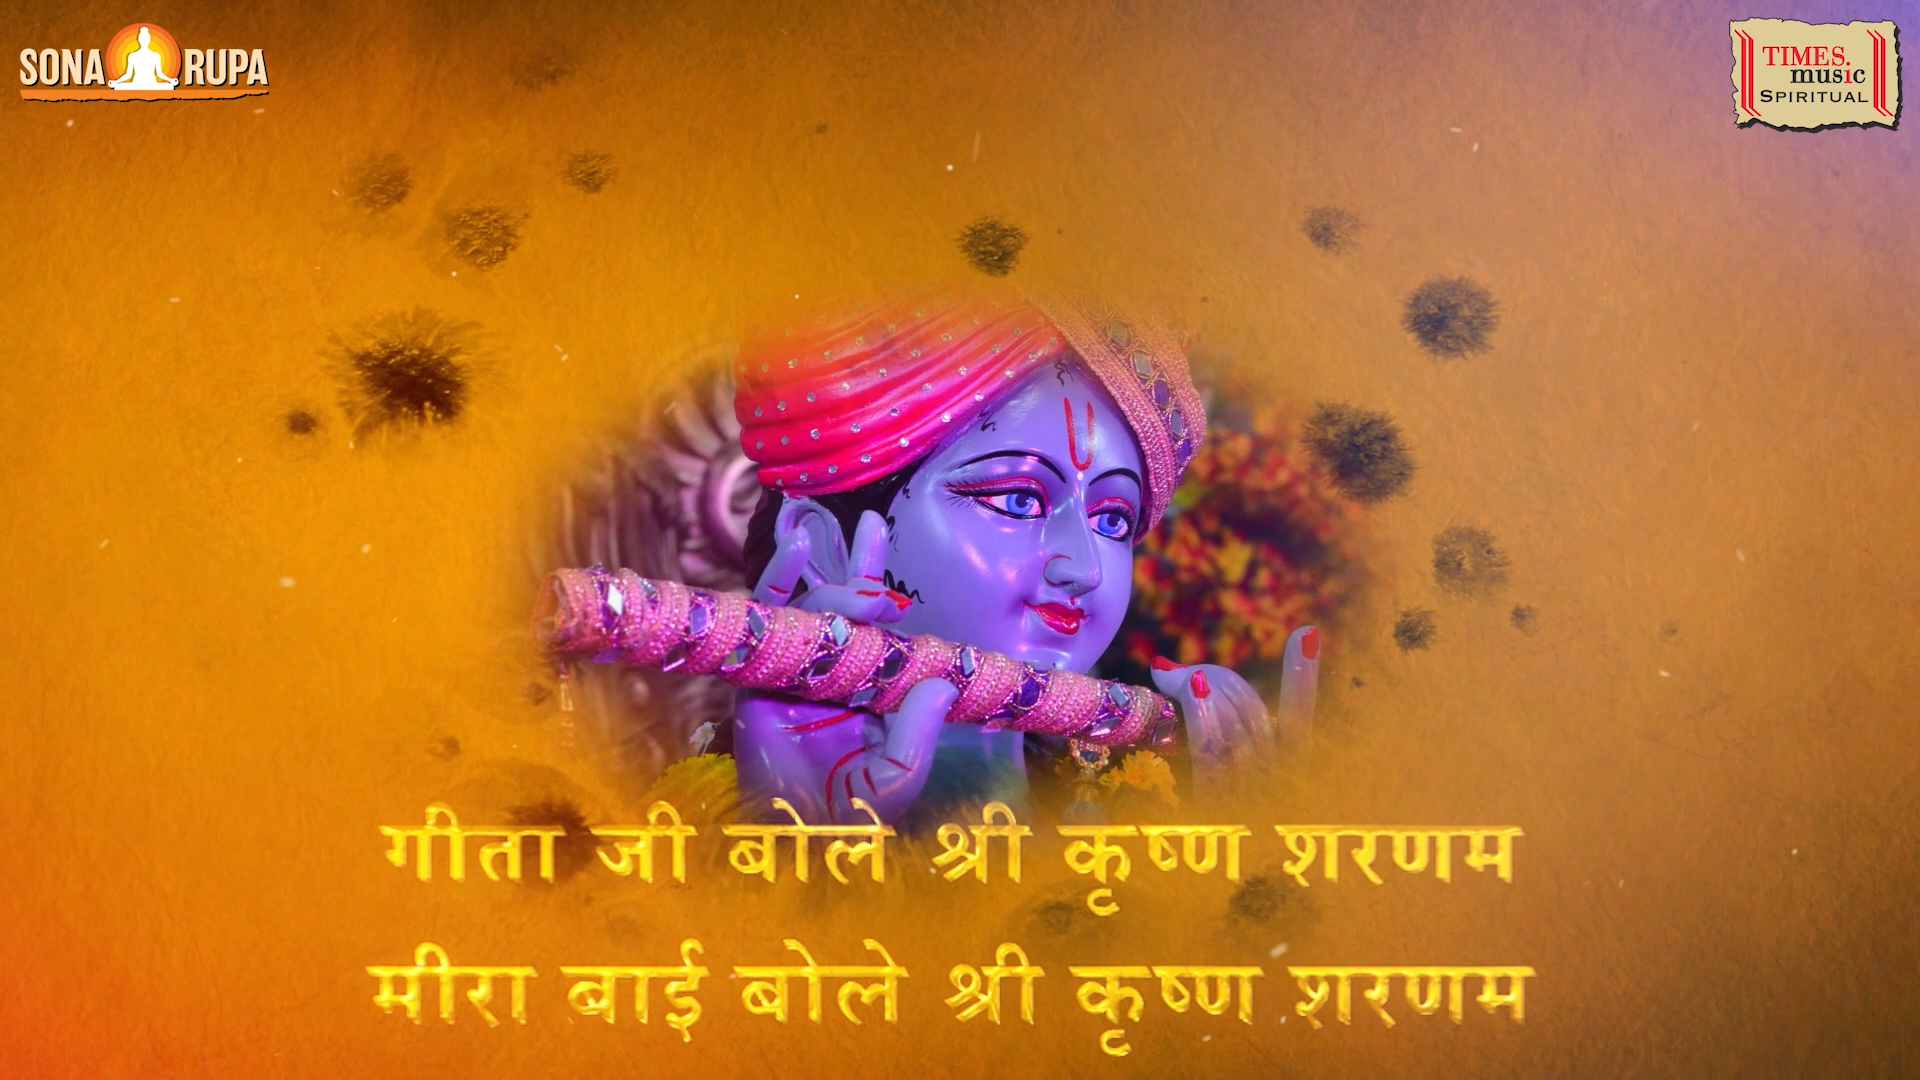 SONA RUPA
TIMES.
music
SPIRITUAL
गीता जी बोले श्री कृष्ण शरणम
मीरा बाई बोले श्री कृष्ण शरणम